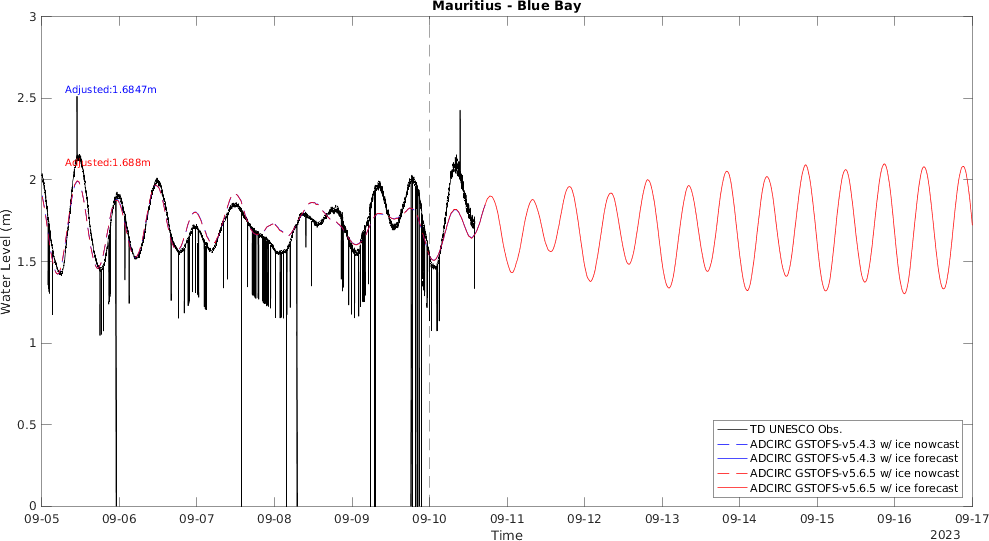 Mauritius - Blue Bay
Water Level (m)
3
2.5
2
1.5
1
0.5
0
Adjusted:1.6847m
Adjusted:1.688m
TD UNESCO Obs.
ADCIRC GSTOFS-v5.4.3 w/ ice nowcast
ADCIRC GSTOFS-v5.4.3 w/ ice forecast
ADCIRC GSTOFS-v5.6.5 w/ ice nowcast
ADCIRC GSTOFS-v5.6.5 w/ ice forecast
09-05 09-06 09-07 09-08 09-09 09-10 09-11 09-12 09-13 09-14 09-15 09-16 09-17
Time
2023